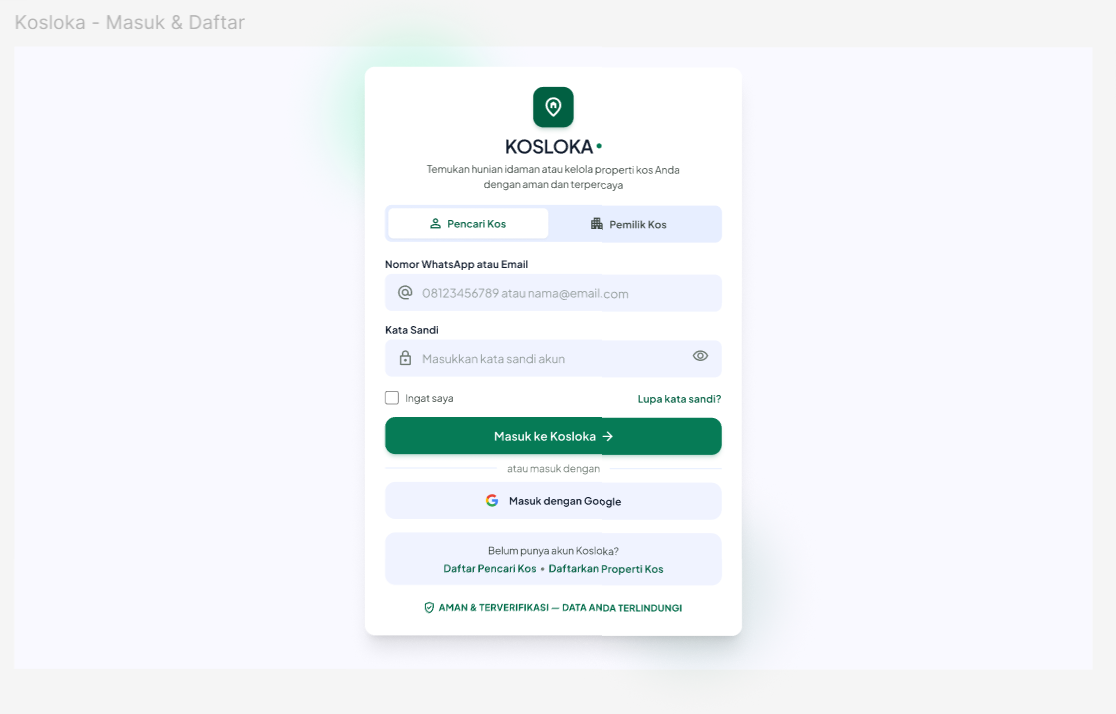 Kosloka - Masuk & Daftar
KOSLOKA
Temukan hunian idaman atau kelola properti kos Anda
dengan aman dan terpercaya
Pencari Kos
Pemilik Kos
Nomor WhatsApp atau Email
08123456789 atau nama@email.com
Kata Sandi
Masukkan kata sandi akun
Ingat saya
Lupa kata sandi?
Masuk ke Kosloka →
atau masuk dengan
Masuk dengan Google
Belum punya akun Kosloka?
Daftar Pencari Kos • Daftarkan Properti Kos
AMAN & TERVERIFIKASI — DATA ANDA TERLINDUNGI